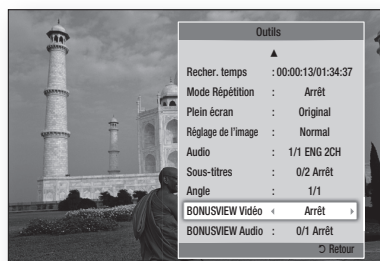 Outils
▲
Recher. temps : 00:00:13/01:34:37
Mode Répétition : Arrêt
Plein écran : Original
Réglage de l'image : Normal
Audio : 1/1 ENG 2CH
Sous-titres : 0/2 Arrêt
Angle : 1/1
BONUSVIEW Vidéo ◀ Arrêt ▶
BONUSVIEW Audio : 0/1 Arrêt
Retour